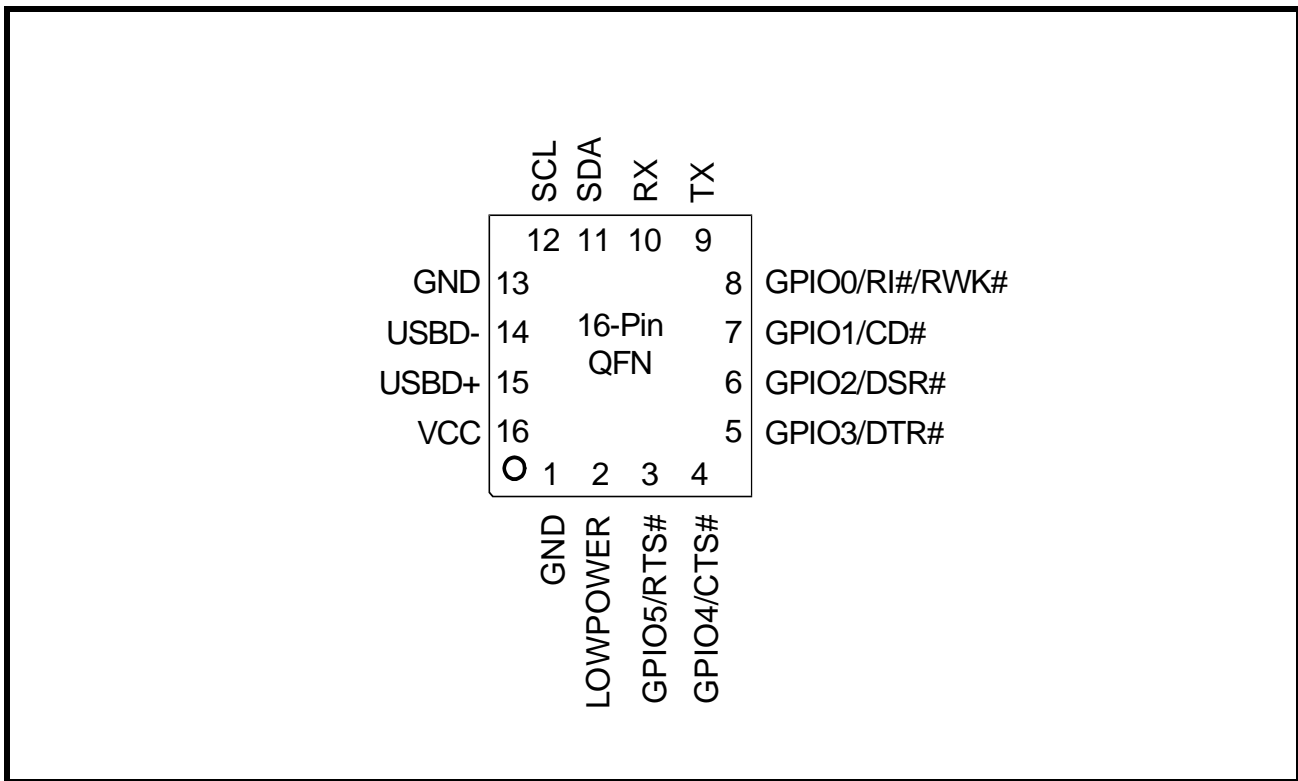 SCL
SDA
RX
TX
12 11 10 9
GND 13
8 GPIO0/RI#/RWK#
USBD- 14
16-Pin
QFN
7 GPIO1/CD#
USBD+ 15
6 GPIO2/DSR#
VCC 16
5 GPIO3/DTR#
1 2 3 4
GND
LOWPOWER
GPIO5/RTS#
GPIO4/CTS#